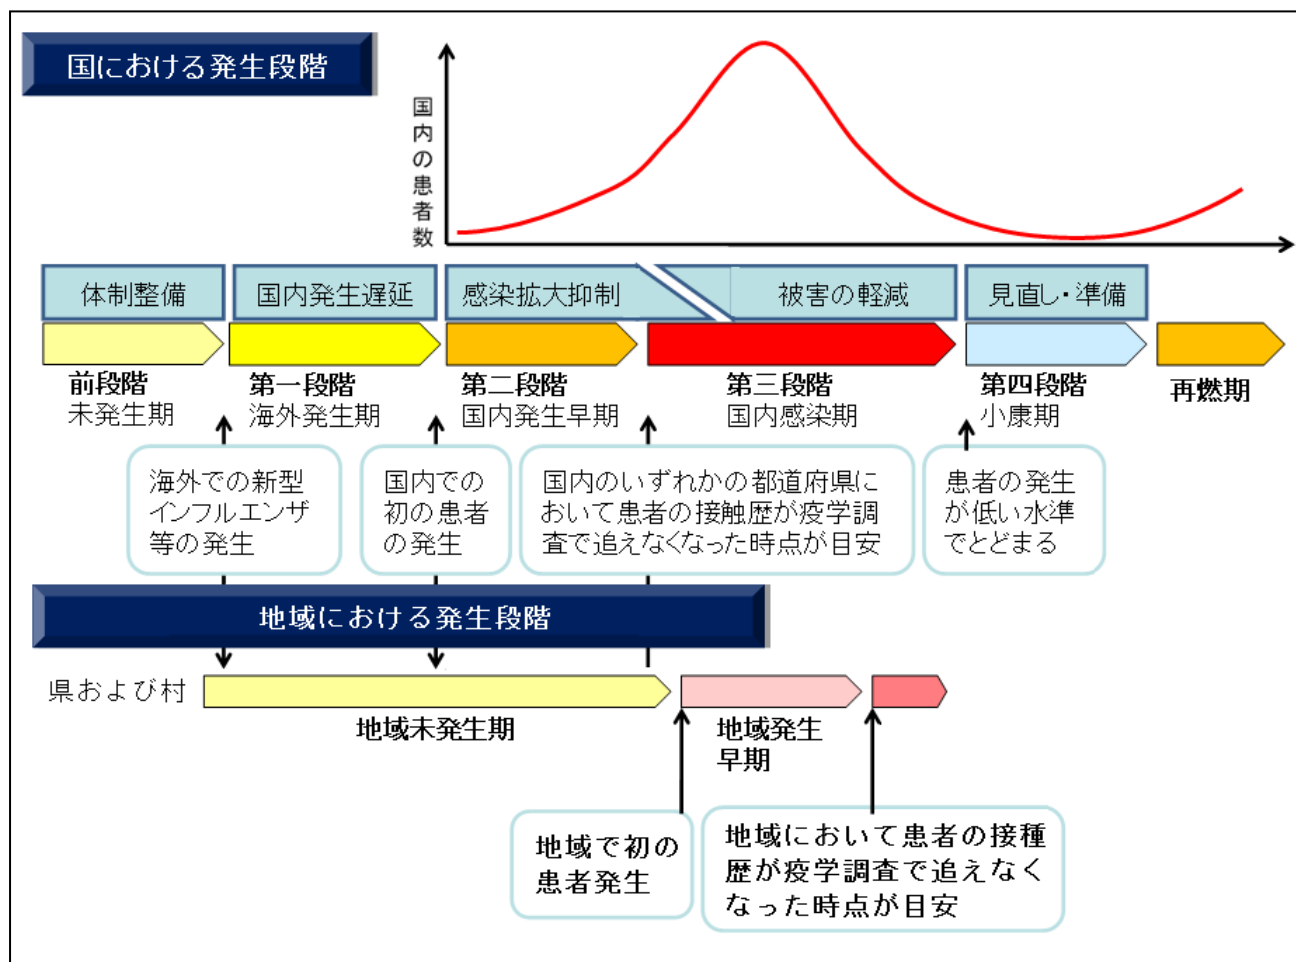 国における発生段階
国内の患者数
体制整備
国内発生遅延
感染拡大抑制
被害の軽減
見直し・準備
前段階
未発生期
第一段階
海外発生期
第二段階
国内発生早期
第三段階
国内感染期
第四段階
小康期
再燃期
海外での新型
インフルエンザ
等の発生
国内での
初の患者
の発生
国内のいずれかの都道府県に
おいて患者の接触歴が疫学調
査で追えなくなった時点が目安
患者の発生
が低い水準
でとどまる
地域における発生段階
県および村
地域未発生期
地域発生
早期
地域で初の
患者発生
地域において患者の接種
歴が疫学調査で追えなく
なった時点が目安